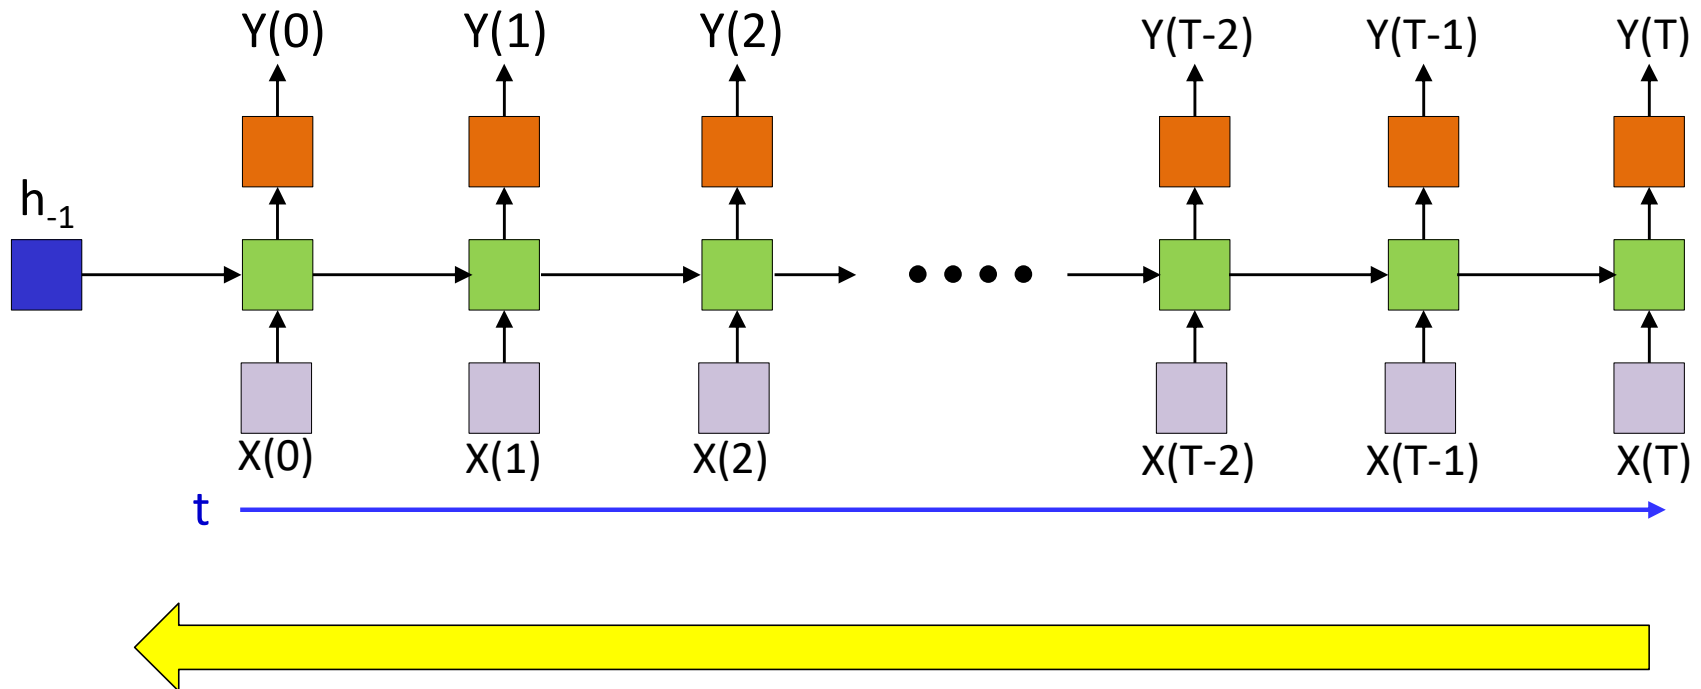 Y(0) Y(1) Y(2) Y(T-2) Y(T-1) Y(T)
h-1
X(0) X(1) X(2) X(T-2) X(T-1) X(T)
t